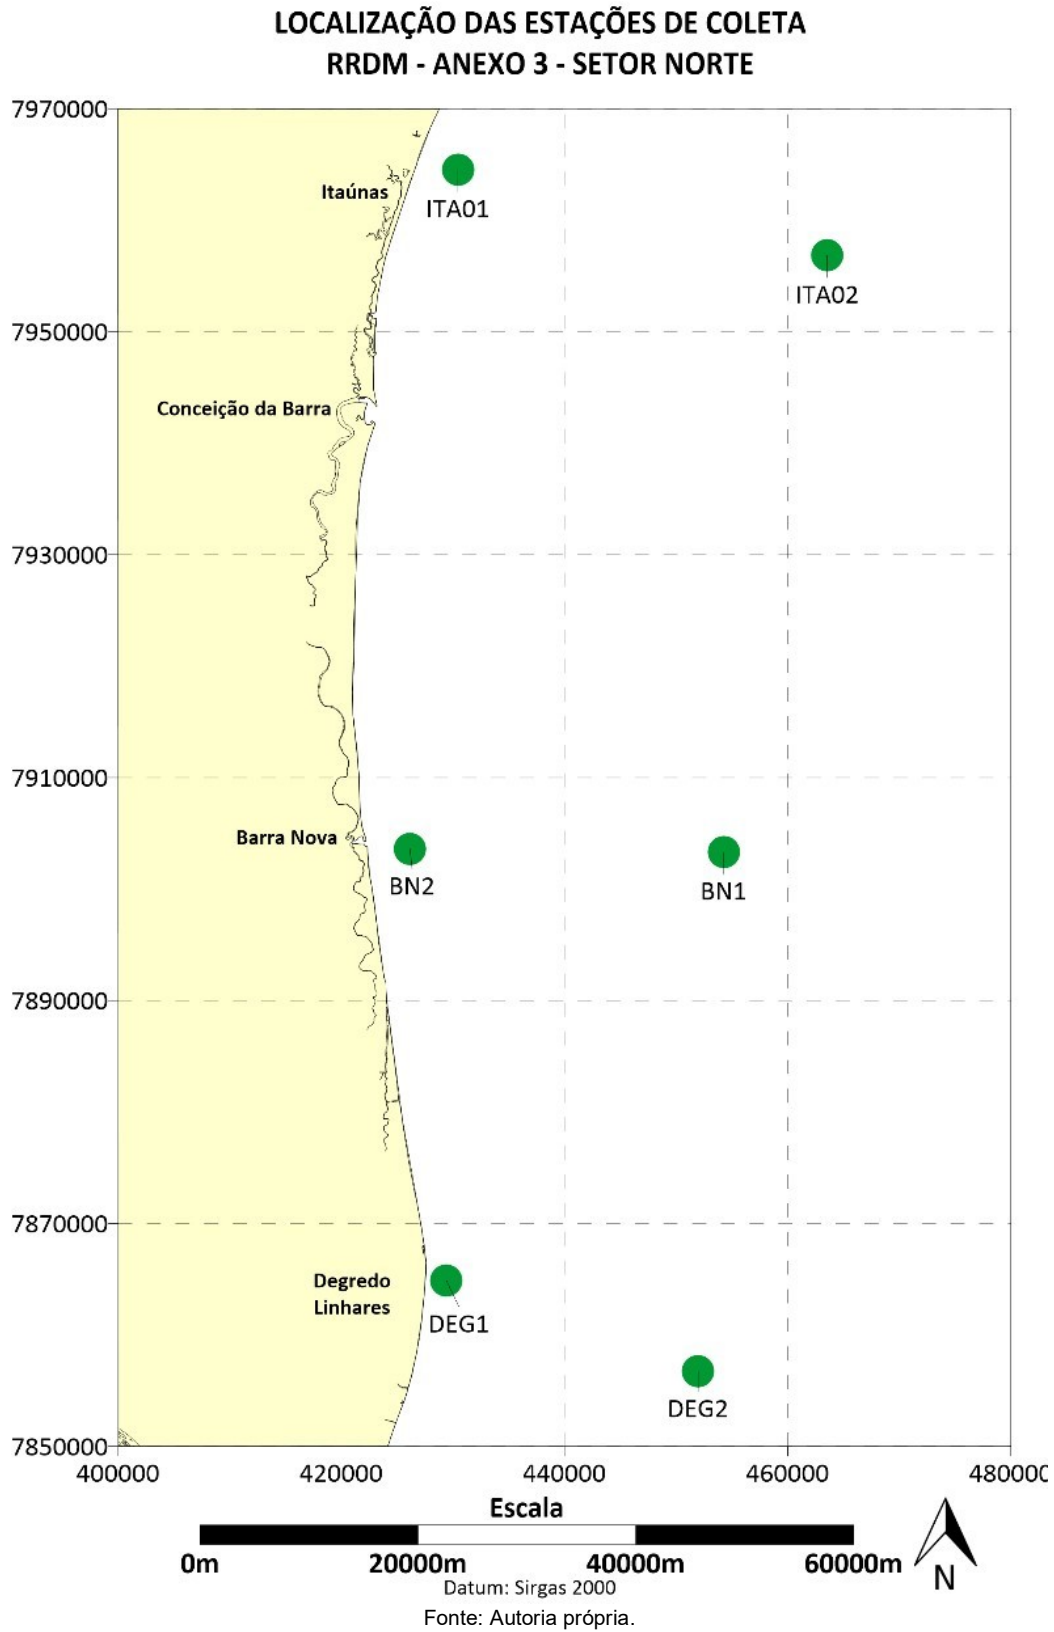 LOCALIZAÇÃO DAS ESTAÇÕES DE COLETA
RRDM - ANEXO 3 - SETOR NORTE
7970000
Itaúnas
ITA01
ITA02
7950000
Conceição da Barra
7930000
7910000
Barra Nova
BN2
BN1
7890000
7870000
Degredo
Linhares
DEG1
DEG2
7850000
400000 420000 440000 460000 480000
Escala
0m 20000m 40000m 60000m
N
Datum: Sirgas 2000
Fonte: Autoria própria.